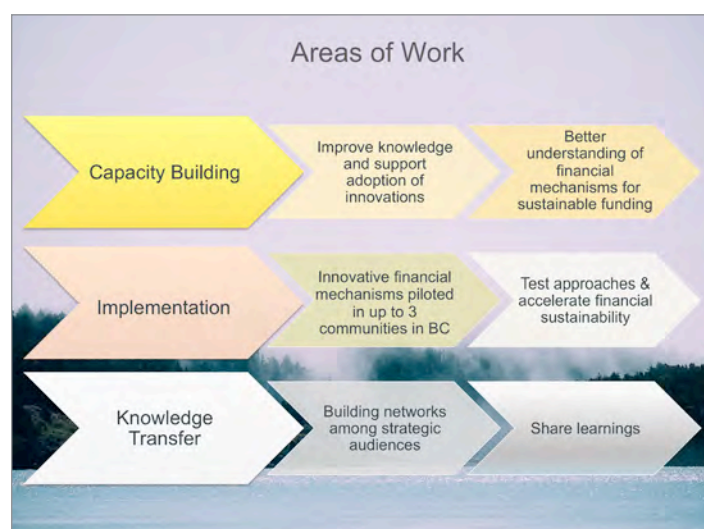 Areas of Work
Capacity Building
Improve knowledge
and support
adoption of
innovations
Better
understanding of
financial
mechanisms for
sustainable funding
Implementation
Innovative financial
mechanisms piloted
in up to 3
communities in BC
Test approaches &
accelerate financial
sustainability
Knowledge
Transfer
Building networks
among strategic
audiences
Share learnings